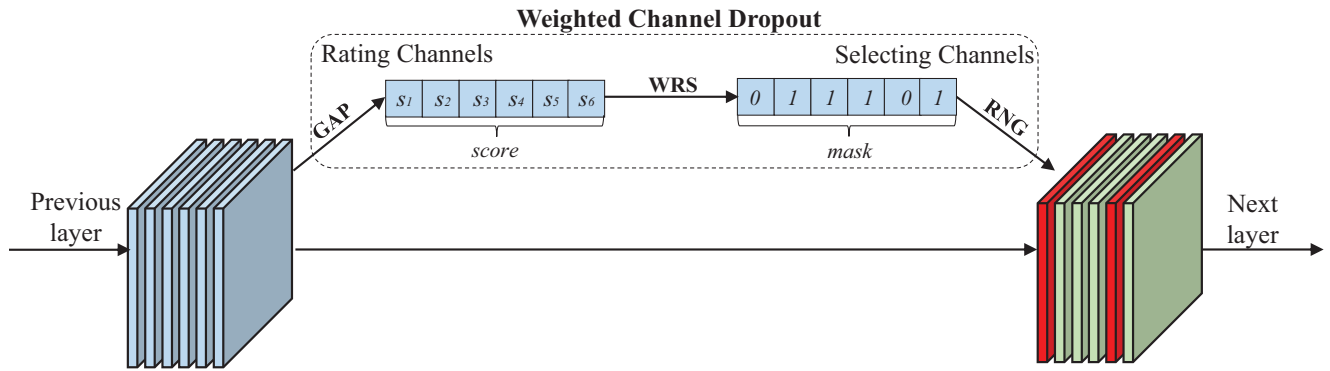 Weighted Channel Dropout
Rating Channels
Selecting Channels
GAP
s1 s2 s3 s4 s5 s6
WRS
0 1 1 1 0 1
RNG
score
mask
Previous
layer
Next
layer